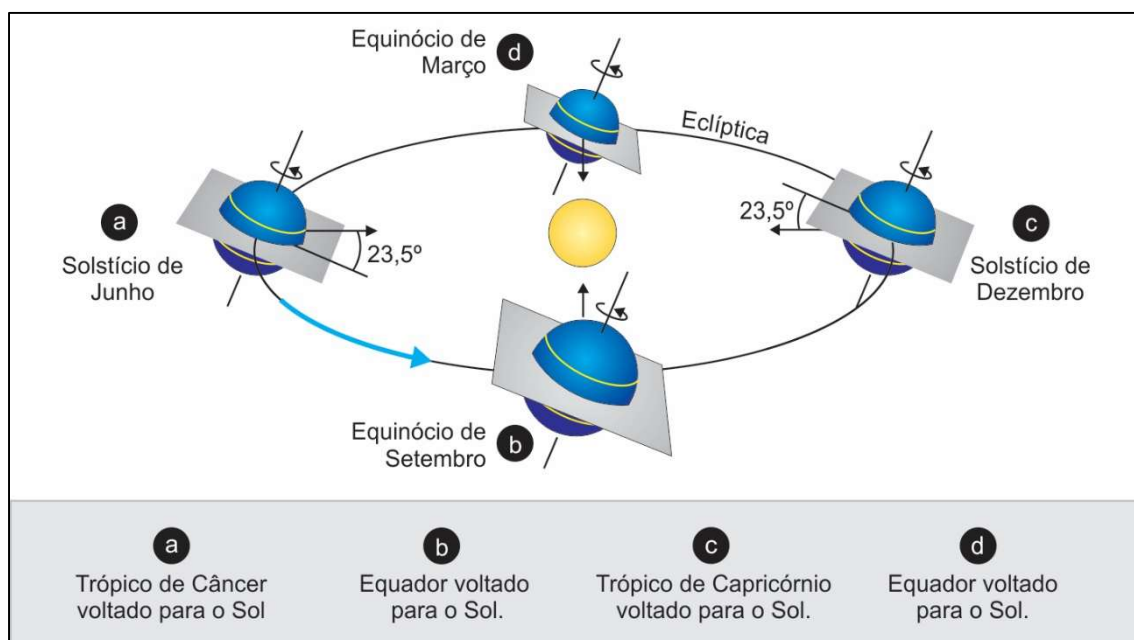 Equinócio de
Março
d
Eclíptica
a
Solstício de
Junho
23,5º
23,5º
c
Solstício de
Dezembro
Equinócio de
Setembro
b
a
Trópico de Câncer
voltado para o Sol
b
Equador voltado
para o Sol.
c
Trópico de Capricórnio
voltado para o Sol.
d
Equador voltado
para o Sol.